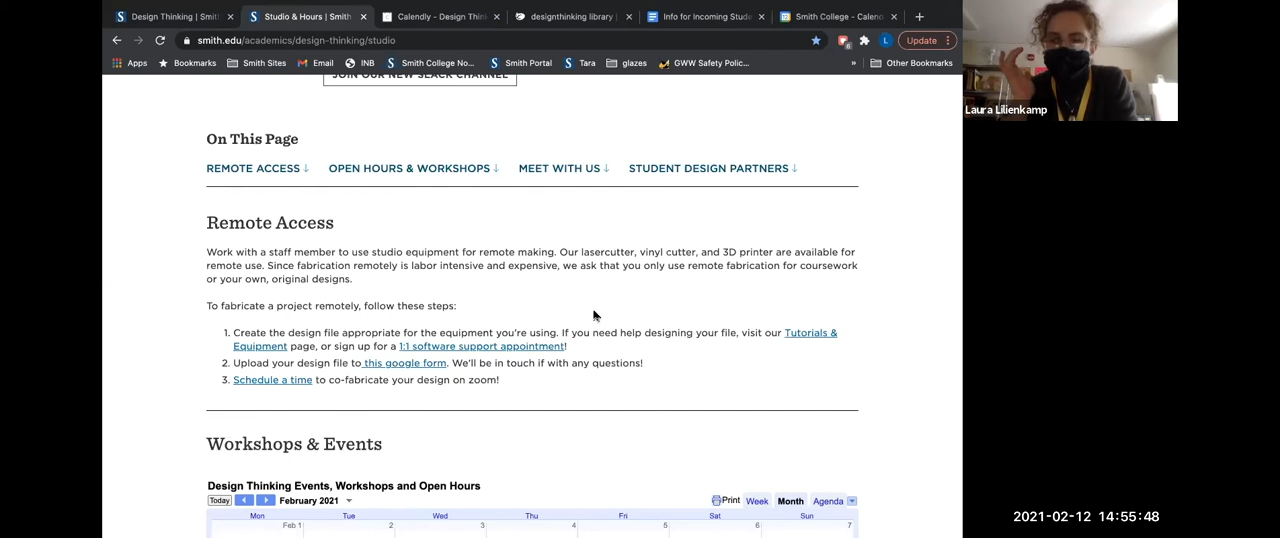 Design Thinking | Smit
Studio & Hours | Smith
Calendly - Design Think
designthinking library |
Info for Incoming Stude
Smith College - Calend
smith.edu/academics/design-thinking/studio
6
L
Update
Apps
Bookmarks
Smith Sites
Email
INB
Smith College No...
Smith Portal
Tara
glazes
GWW Safety Polic...
»
Other Bookmarks
JOIN OUR NEW SLACK CHANNEL
Laura Lilienkamp
On This Page
REMOTE ACCESS ↓ OPEN HOURS & WORKSHOPS ↓ MEET WITH US ↓ STUDENT DESIGN PARTNERS ↓
Remote Access
Work with a staff member to use studio equipment for remote making. Our lasercutter, vinyl cutter, and 3D printer are available for
remote use. Since fabrication remotely is labor intensive and expensive, we ask that you only use remote fabrication for coursework
or your own, original designs.
To fabricate a project remotely, follow these steps:
1. Create the design file appropriate for the equipment you're using. If you need help designing your file, visit our Tutorials &
Equipment page, or sign up for a 1:1 software support appointment!
2. Upload your design file to this google form. We'll be in touch if with any questions!
3. Schedule a time to co-fabricate your design on zoom!
Workshops & Events
Design Thinking Events, Workshops and Open Hours
Today February 2021 Print Week Month Agenda
Mon Tue Wed Thu Fri Sat Sun
Feb 1 2 3 4 5 6 7
2021-02-12 14:55:48